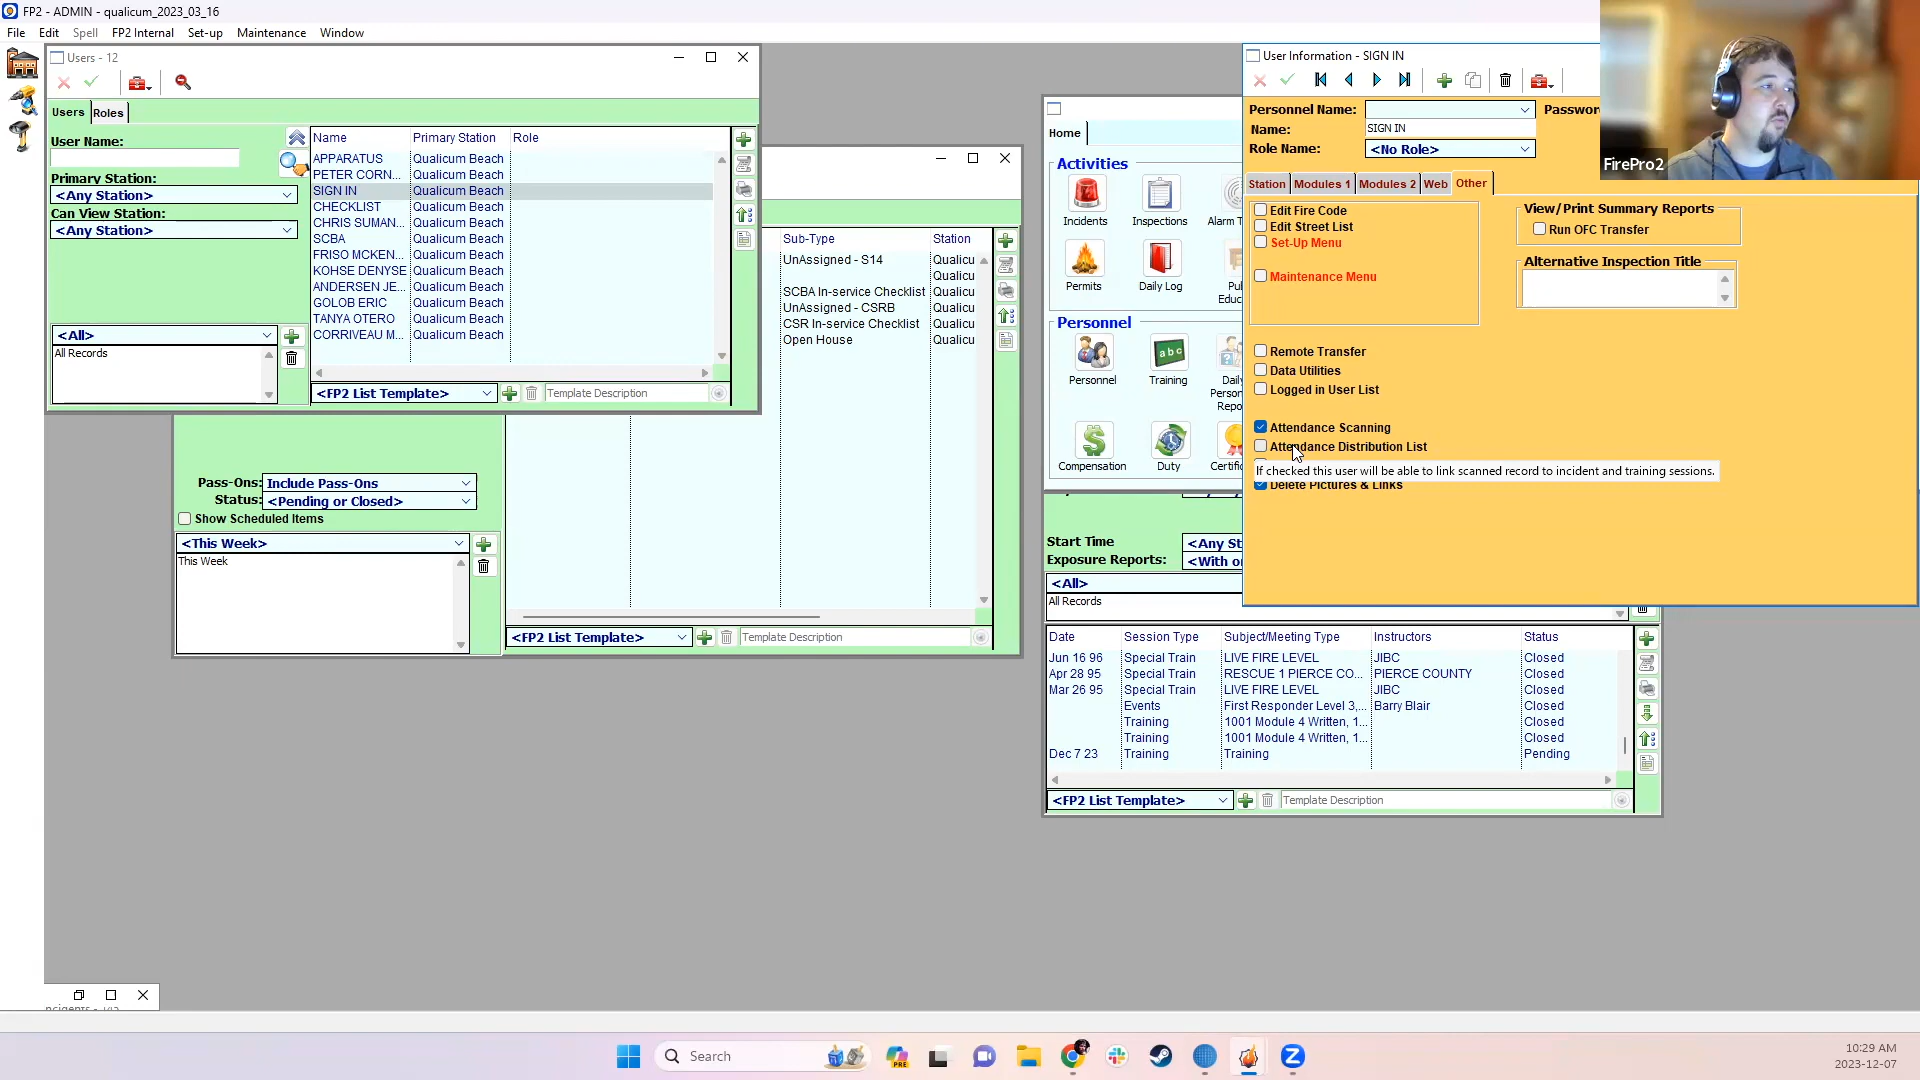 FP2 - ADMIN - qualicum_2023_03_16
File Edit Spell FP2 Internal Set-up Maintenance Window
Users - 12
Users Roles
User Name:
Primary Station:
<Any Station>
Can View Station:
<Any Station>
<All>
All Records
Name Primary Station Role
APPARATUS Qualicum Beach
PETER CORN... Qualicum Beach
SIGN IN Qualicum Beach
CHECKLIST Qualicum Beach
CHRIS SUMAN... Qualicum Beach
SCBA Qualicum Beach
FRISO MCKEN... Qualicum Beach
KOHSE DENYSE Qualicum Beach
ANDERSEN JE... Qualicum Beach
GOLOB ERIC Qualicum Beach
TANYA OTERO Qualicum Beach
CORRIVEAU M... Qualicum Beach
<FP2 List Template> Template Description
Sub-Type Station
UnAssigned - S14 Qualicu
Qualicu
SCBA In-service Checklist Qualicu
UnAssigned - CSRB Qualicu
CSR In-service Checklist Qualicu
Open House Qualicu
Pass-Ons: Include Pass-Ons
Status: <Pending or Closed>
Show Scheduled Items
<This Week>
This Week
<FP2 List Template> Template Description
Home
Activities
Incidents Inspections Alarm T
Permits Daily Log Pul
Educ
Personnel
Personnel Training Daily
Person
Repo
Compensation Duty Certific
Start Time <Any St
Exposure Reports: <With o
<All>
All Records
Date Session Type Subject/Meeting Type Instructors Status
Jun 16 96 Special Train LIVE FIRE LEVEL JIBC Closed
Apr 28 95 Special Train RESCUE 1 PIERCE CO... PIERCE COUNTY Closed
Mar 26 95 Special Train LIVE FIRE LEVEL JIBC Closed
Events First Responder Level 3,... Barry Blair Closed
Training 1001 Module 4 Written, 1... Closed
Training 1001 Module 4 Written, 1... Closed
Dec 7 23 Training Training Pending
<FP2 List Template> Template Description
User Information - SIGN IN
Personnel Name: Passwor
Name: SIGN IN
Role Name: <No Role>
Station Modules 1 Modules 2 Web Other
Edit Fire Code
Edit Street List
Set-Up Menu
Maintenance Menu
View/Print Summary Reports
Run OFC Transfer
Alternative Inspection Title
Remote Transfer
Data Utilities
Logged in User List
Attendance Scanning
Attendance Distribution List
If checked this user will be able to link scanned record to incident and training sessions.
Delete Pictures & Links
FirePro2
Search
PRE
10:29 AM
2023-12-07